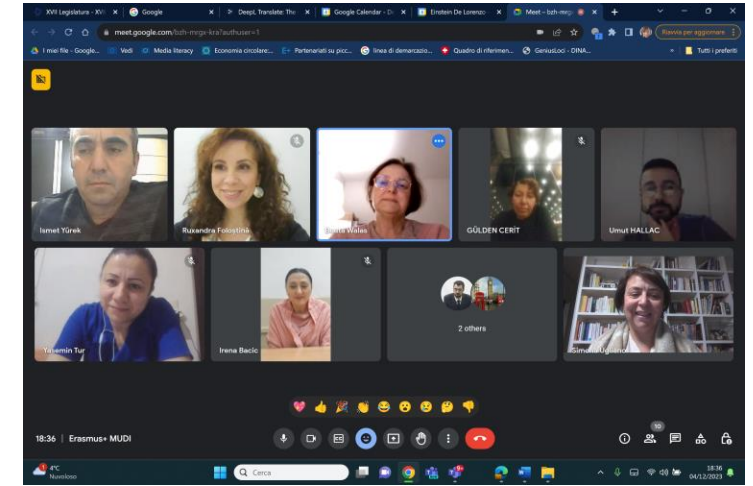 XVII Legislatura - XVI
Google
DeepL Translate: The
Google Calendar - D
Einstein De Lorenzo
Meet – bzh-mrgx
meet.google.com/bzh-mrgx-kra?authuser=1
Riavvia per aggiornare
I miei file - Google...
Vedi
Media literacy
Economia circolare:...
Partenariati su picc...
linea di demarcazio...
Quadro di riferimen...
GeniusLoci - DINA...
Tutti i preferiti
Ismet Yürek
Ruxandra Folostină
Wales
GÜLDEN CERİT
Umut HALLAC
Yasemin Tur
Irena Bacic
2 others
18:36 | Erasmus+ MUDI
10
4°C
Nuvoloso
Cerca
18:36
04/12/2023